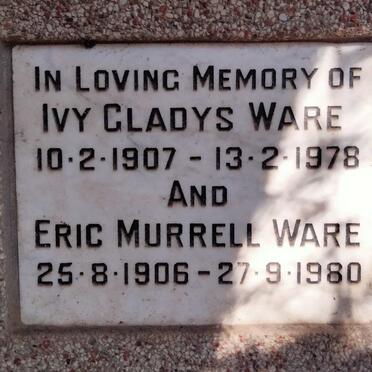 IN LOVING MEMORY OF
IVY GLADYS WARE
10·2·1907 – 13·2·1978
AND
ERIC MURRELL WARE
25·8·1906 – 27·9·1980